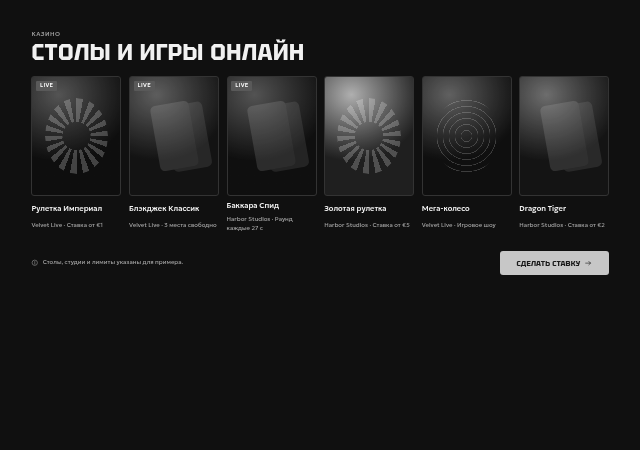 КАЗИНО
СТОЛЫ И ИГРЫ ОНЛАЙН
LIVE
LIVE
LIVE
Рулетка Империал
Velvet Live · Ставка от €1
Блэкджек Классик
Velvet Live · 3 места свободно
Баккара Спид
Harbor Studios · Раунд
каждые 27 с
Золотая рулетка
Harbor Studios · Ставка от €5
Мега-колесо
Velvet Live · Игровое шоу
Dragon Tiger
Harbor Studios · Ставка от €2
Столы, студии и лимиты указаны для примера.
СДЕЛАТЬ СТАВКУ →